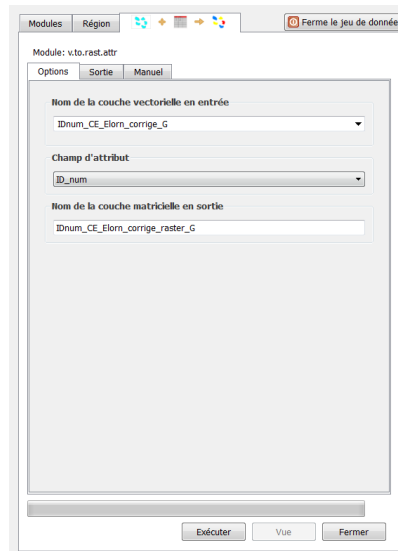 Modules Région Ferme le jeu de donnée
Module: v.to.rast.attr
Options Sortie Manuel
Nom de la couche vectorielle en entrée
IDnum_CE_Elorn_corrige_G
Champ d'attribut
ID_num
Nom de la couche matricielle en sortie
IDnum_CE_Elorn_corrige_raster_G
Exécuter Vue Fermer